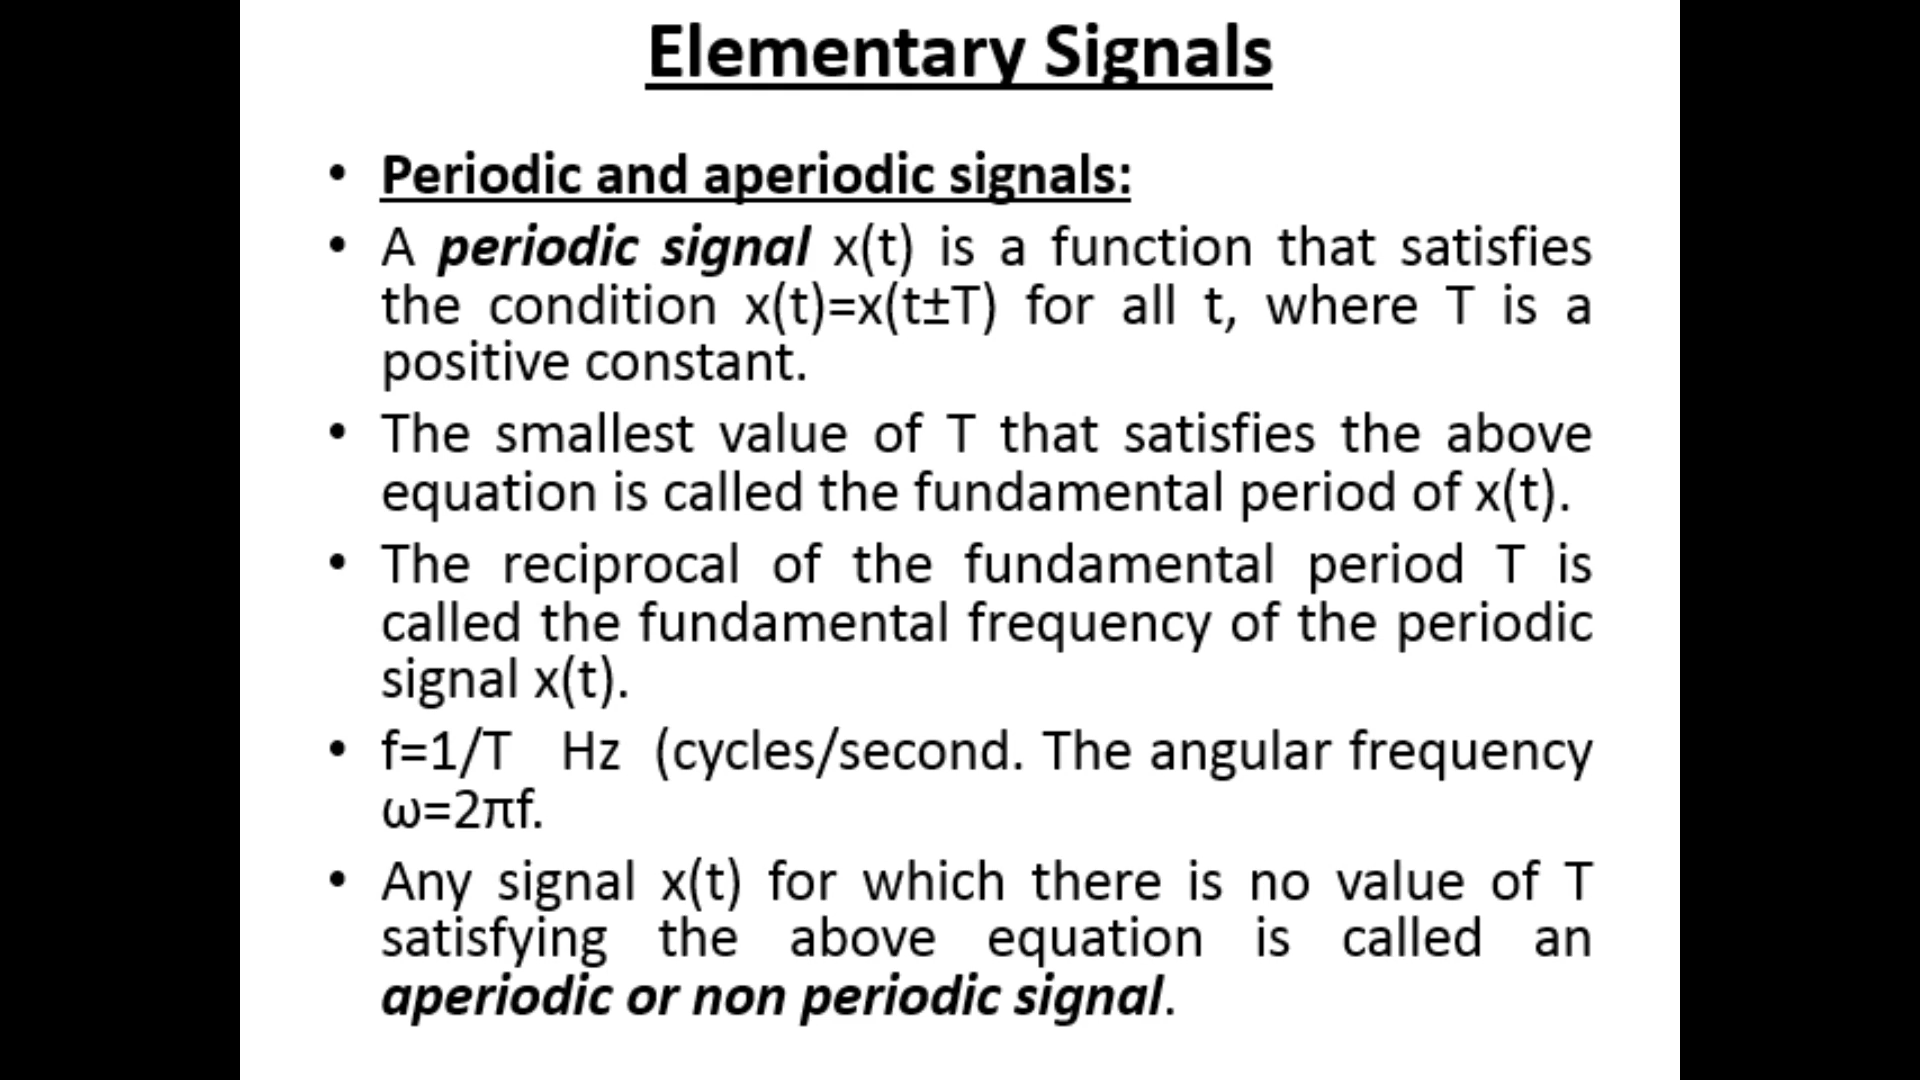 Elementary Signals
• Periodic and aperiodic signals:
• A periodic signal x(t) is a function that satisfies
the condition x(t)=x(t±T) for all t, where T is a
positive constant.
• The smallest value of T that satisfies the above
equation is called the fundamental period of x(t).
• The reciprocal of the fundamental period T is
called the fundamental frequency of the periodic
signal x(t).
• f=1/T Hz (cycles/second. The angular frequency
ω=2πf.
• Any signal x(t) for which there is no value of T
satisfying the above equation is called an
aperiodic or non periodic signal.